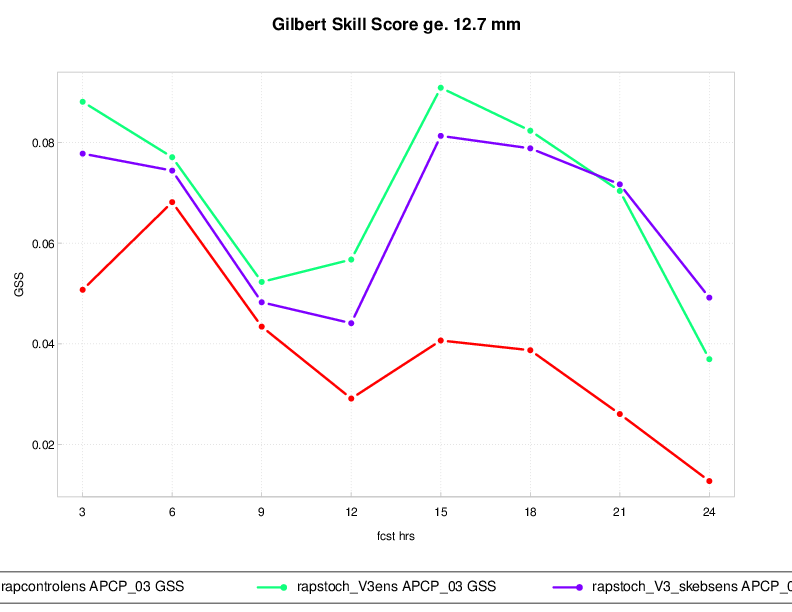 Gilbert Skill Score ge. 12.7 mm
GSS
0.08
0.06
0.04
0.02
3 6 9 12 15 18 21 24
fcst hrs
rapcontrolens APCP_03 GSS rapstoch_V3ens APCP_03 GSS rapstoch_V3_skebsens APCP_0